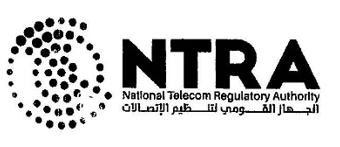 NTRA
National Telecom Regulatory Authority
الجهاز القومي لتنظيم الإتصالات